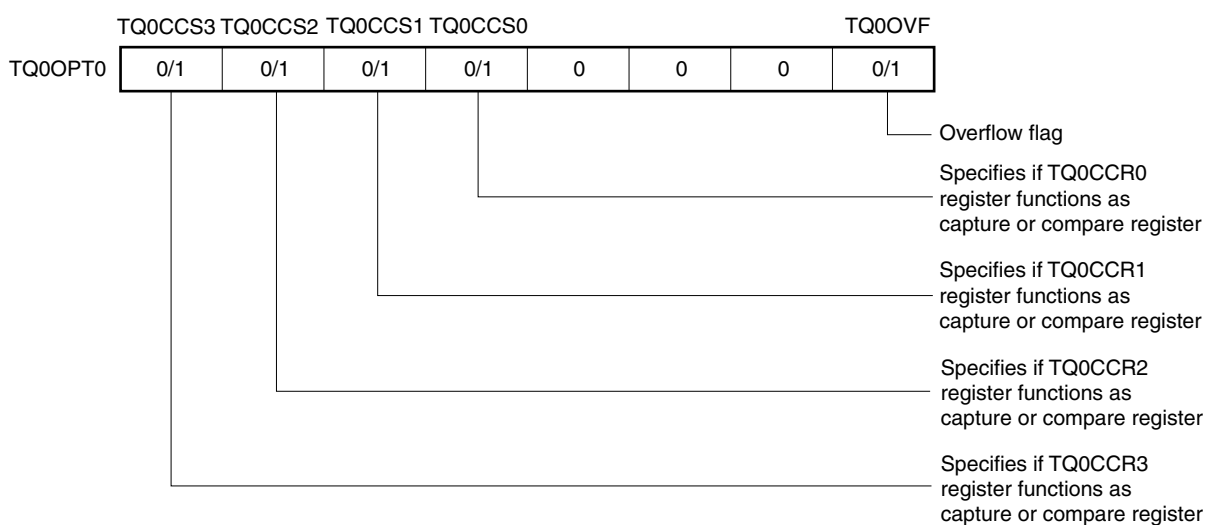 TQ0CCS3 TQ0CCS2 TQ0CCS1 TQ0CCS0 TQ0OVF
TQ0OPT0 0/1 0/1 0/1 0/1 0 0 0 0/1
Overflow flag
Specifies if TQ0CCR0
register functions as
capture or compare register
Specifies if TQ0CCR1
register functions as
capture or compare register
Specifies if TQ0CCR2
register functions as
capture or compare register
Specifies if TQ0CCR3
register functions as
capture or compare register